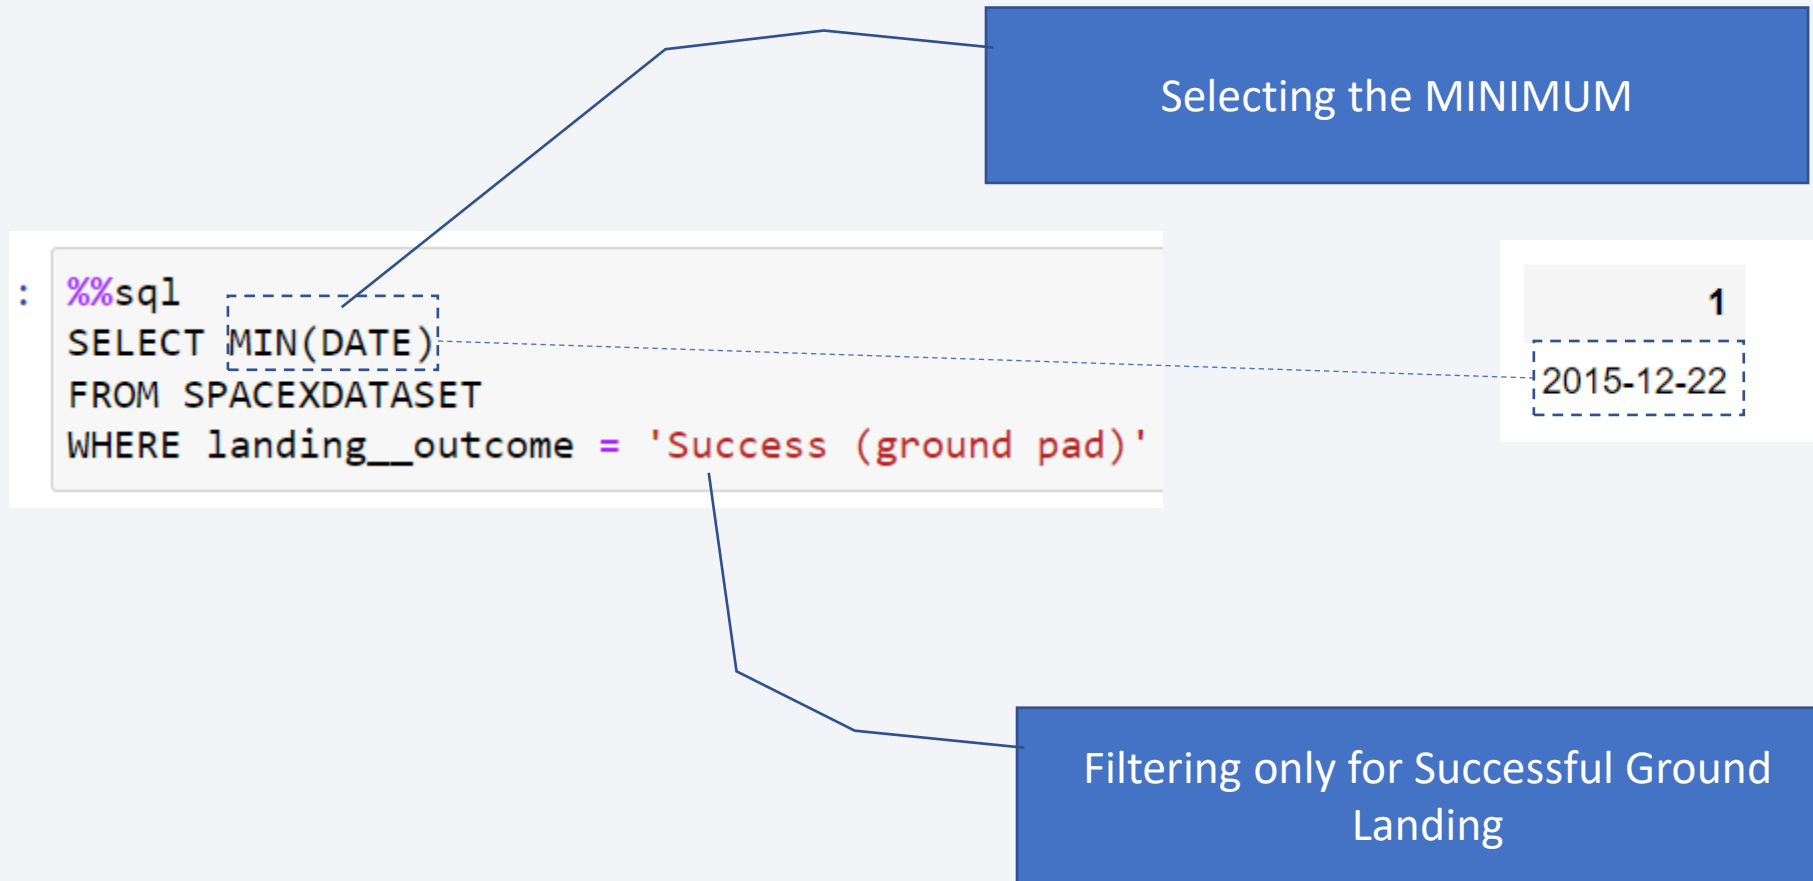 Selecting the MINIMUM
: %%sql
SELECT MIN(DATE)
FROM SPACEXDATASET
WHERE landing__outcome = 'Success (ground pad)'
1
2015-12-22
Filtering only for Successful Ground
Landing